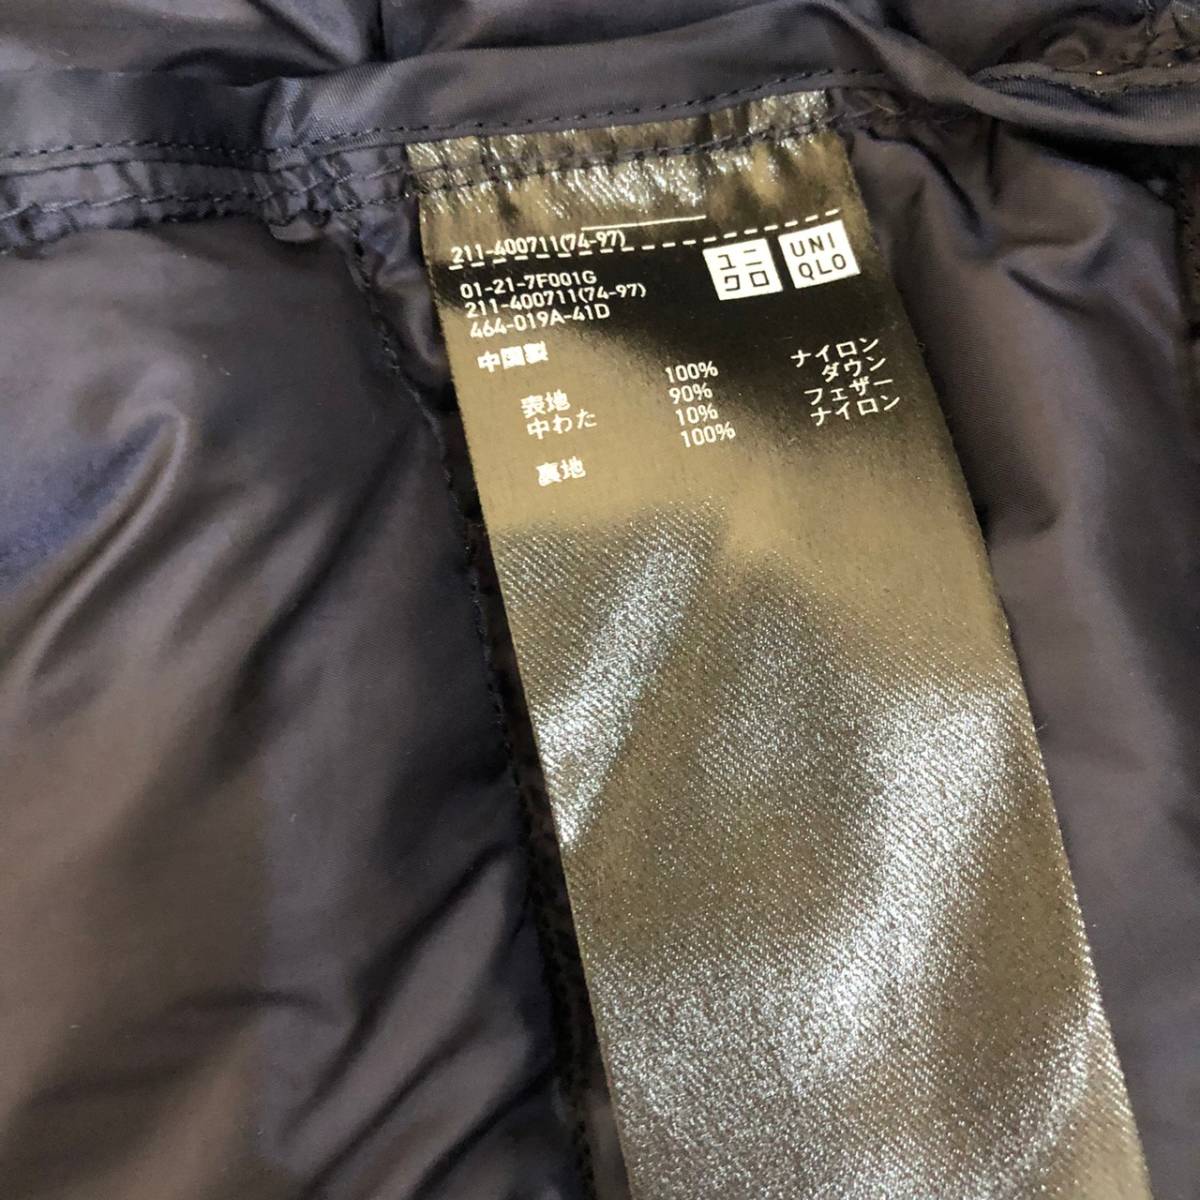 211-400711(74-97)
ユニクロ
UNIQLO
01-21-7F001G
211-400711(74-97)
464-019A-41D
中国製
表地 100% ナイロン
中わた 90% ダウン
10% フェザー
裏地 100% ナイロン